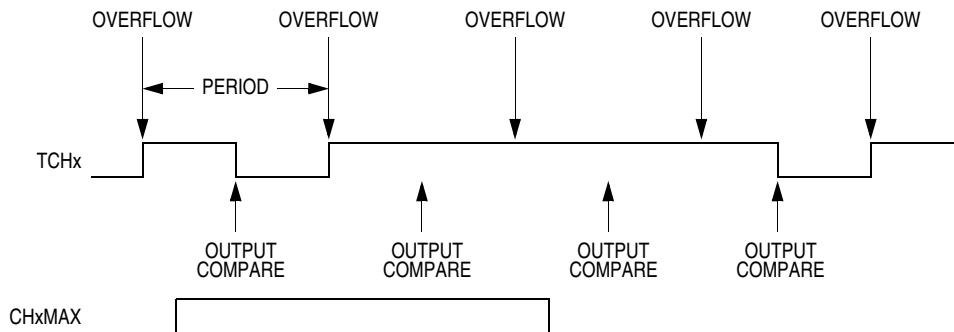 OVERFLOW OVERFLOW OVERFLOW OVERFLOW OVERFLOW
PERIOD
TCHx
OUTPUT COMPARE
OUTPUT COMPARE
OUTPUT COMPARE
OUTPUT COMPARE
CHxMAX